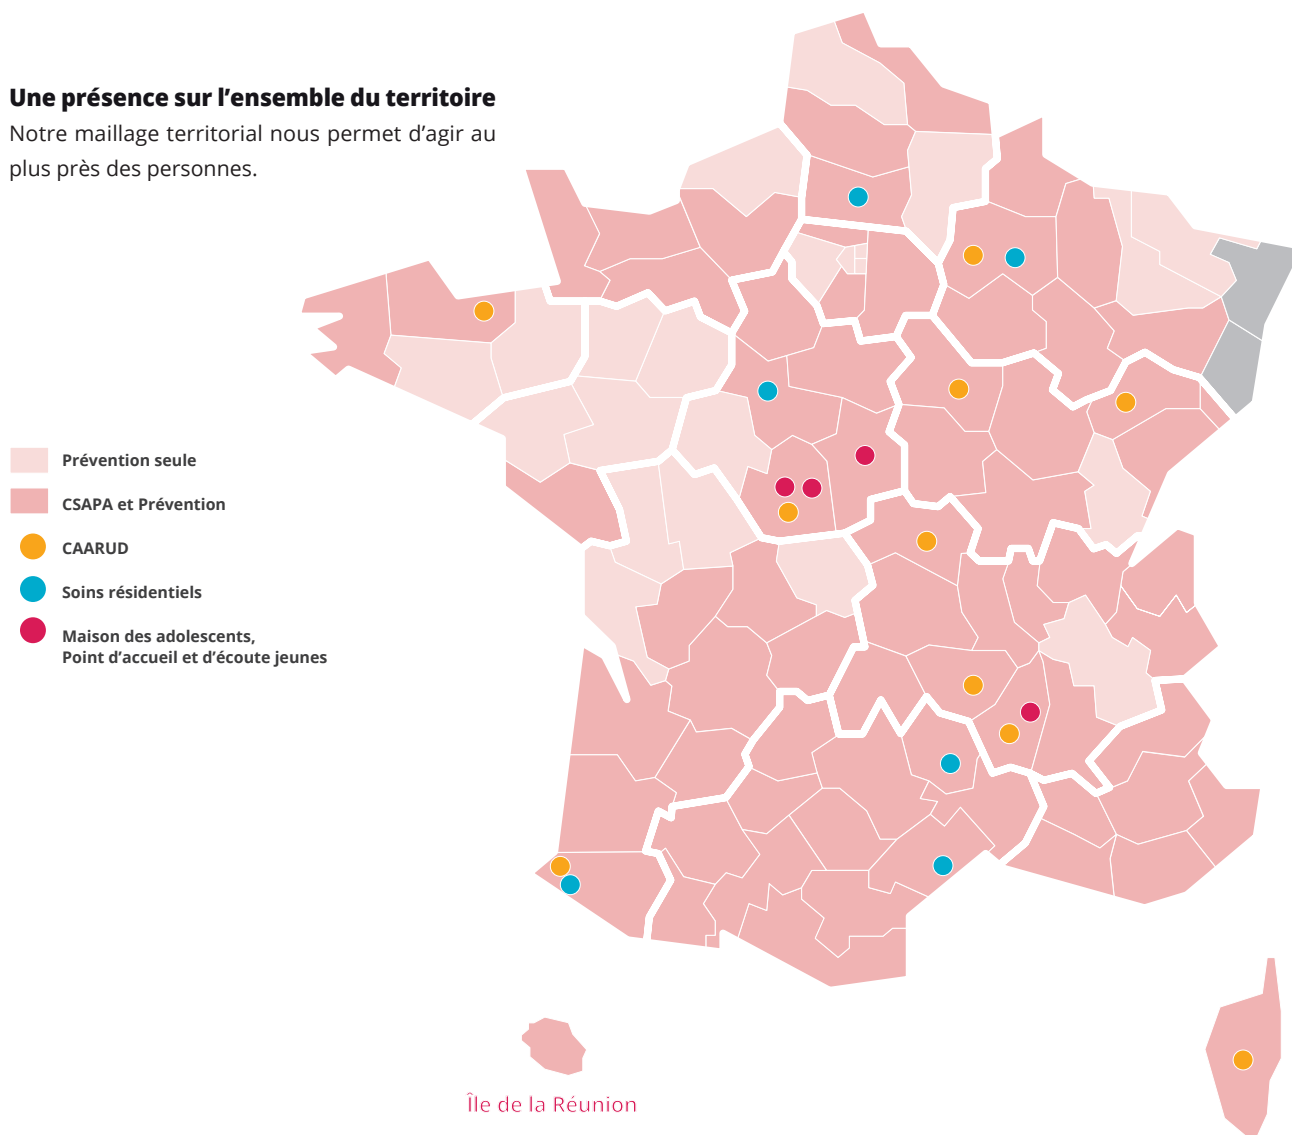 Une présence sur l’ensemble du territoire
Notre maillage territorial nous permet d’agir au
plus près des personnes.
Prévention seule
CSAPA et Prévention
CAARUD
Soins résidentiels
Maison des adolescents,
Point d’accueil et d’écoute jeunes
Île de la Réunion